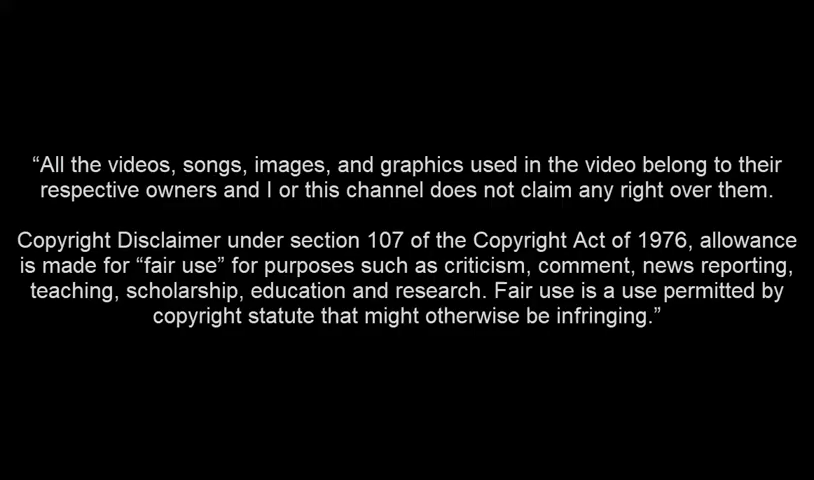 “All the videos, songs, images, and graphics used in the video belong to their
respective owners and I or this channel does not claim any right over them.
Copyright Disclaimer under section 107 of the Copyright Act of 1976, allowance
is made for “fair use” for purposes such as criticism, comment, news reporting,
teaching, scholarship, education and research. Fair use is a use permitted by
copyright statute that might otherwise be infringing.”